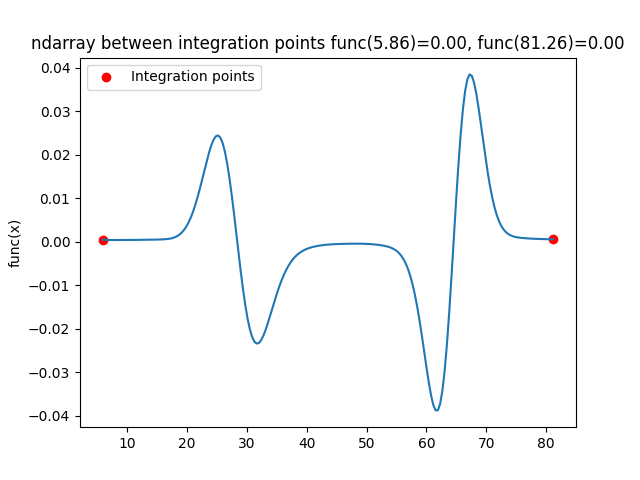 ndarray between integration points func(5.86)=0.00, func(81.26)=0.00
Integration points
func(x)
0.04
0.03
0.02
0.01
0.00
−0.01
−0.02
−0.03
−0.04
10 20 30 40 50 60 70 80